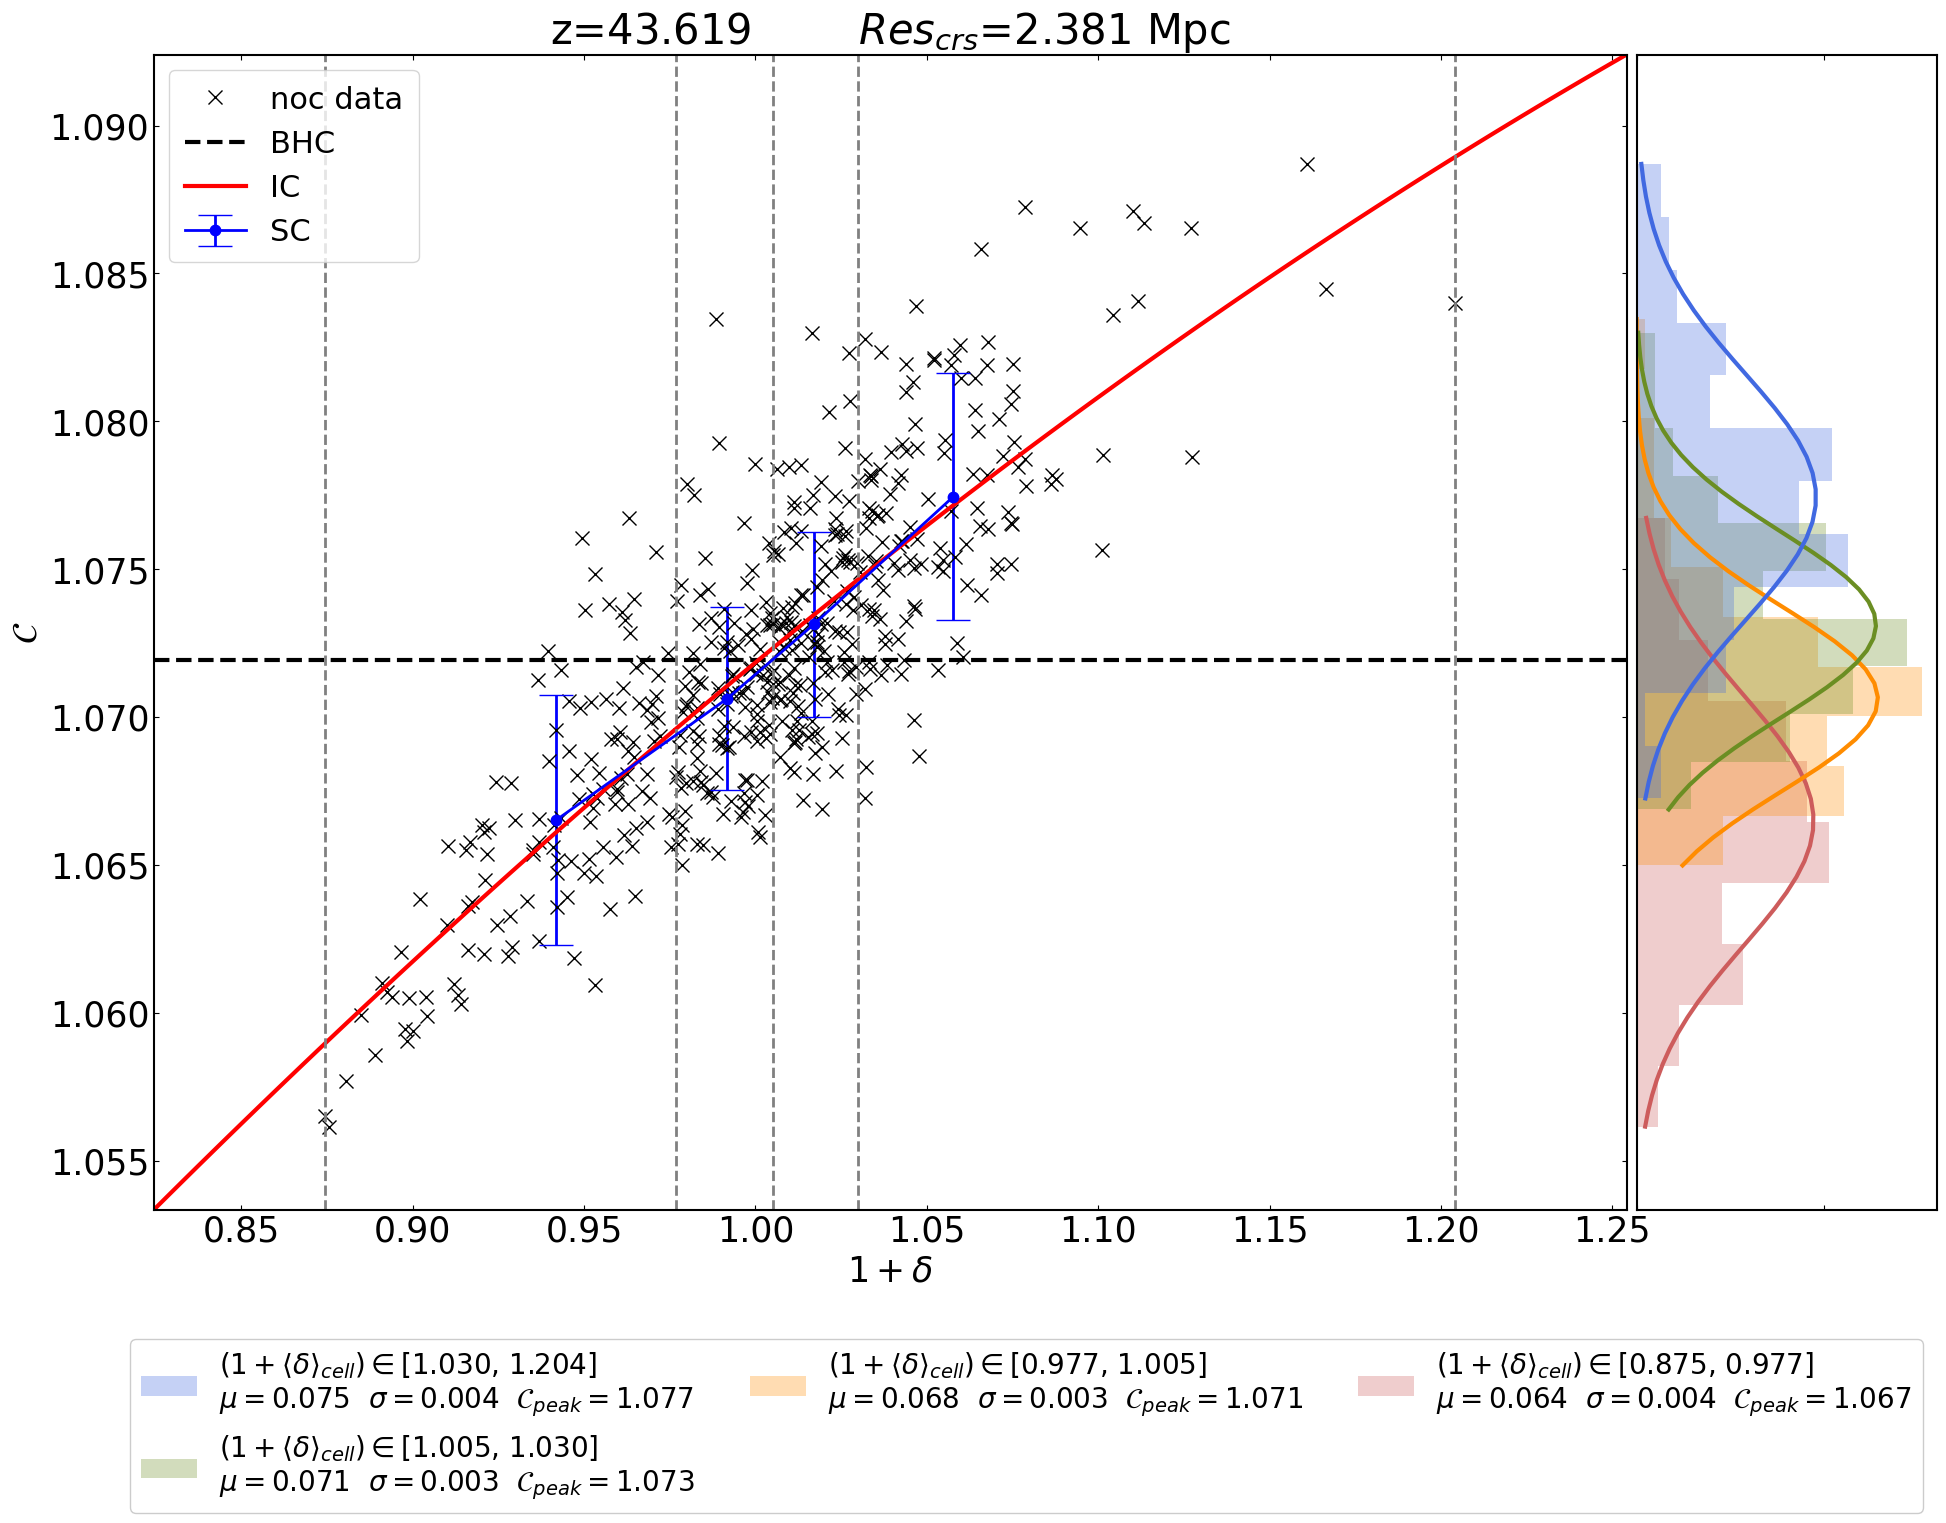 z=43.619 Res_crs=2.381 Mpc
noc data
BHC
IC
SC
1.090
1.085
1.080
1.075
1.070
1.065
1.060
1.055
𝒞
0.85 0.90 0.95 1.00 1.05 1.10 1.15 1.20 1.25
1 + δ
(1 + ⟨δ⟩_cell) ∈ [1.030, 1.204]
μ = 0.075 σ = 0.004 𝒞_peak = 1.077
(1 + ⟨δ⟩_cell) ∈ [1.005, 1.030]
μ = 0.071 σ = 0.003 𝒞_peak = 1.073
(1 + ⟨δ⟩_cell) ∈ [0.977, 1.005]
μ = 0.068 σ = 0.003 𝒞_peak = 1.071
(1 + ⟨δ⟩_cell) ∈ [0.875, 0.977]
μ = 0.064 σ = 0.004 𝒞_peak = 1.067